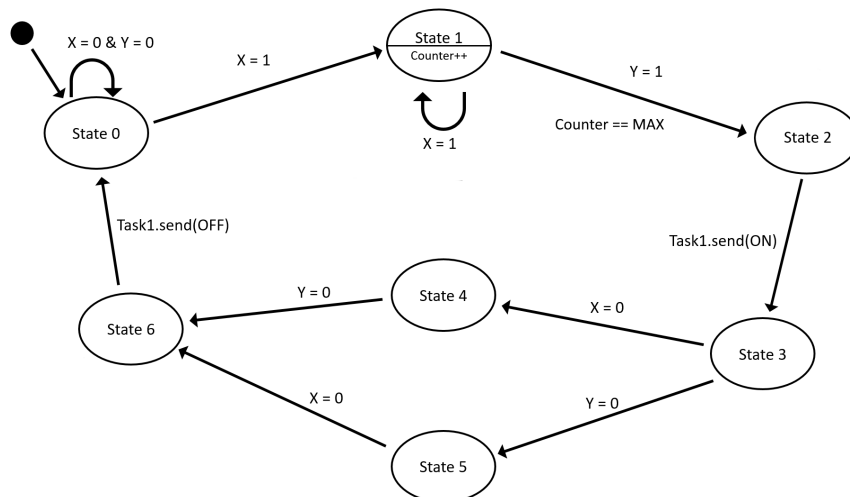 X = 0 & Y = 0
State 0
X = 1
State 1
Counter++
X = 1
Y = 1
Counter == MAX
State 2
Task1.send(ON)
State 3
X = 0
State 4
Y = 0
Y = 0
State 5
X = 0
State 6
Task1.send(OFF)